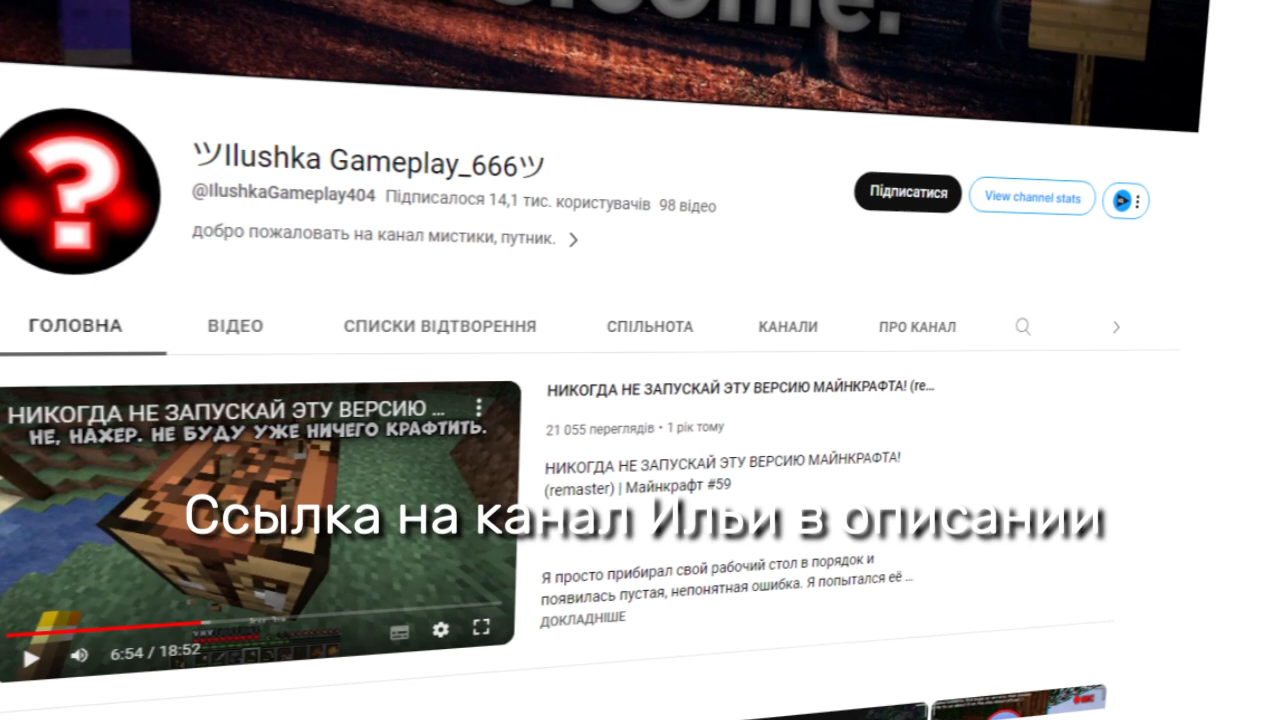 ツIlushka Gameplay_666ツ
@IlushkaGameplay404 Підписалося 14,1 тис. користувачів 98 відео
добро пожаловать на канал мистики, путник.
Підписатися
View channel stats
ГОЛОВНА
ВІДЕО
СПИСКИ ВІДТВОРЕННЯ
СПІЛЬНОТА
КАНАЛИ
ПРО КАНАЛ
НИКОГДА НЕ ЗАПУСКАЙ ЭТУ ВЕРСИЮ ...
НЕ, НАХЕР. НЕ БУДУ УЖЕ НИЧЕГО КРАФТИТЬ.
6:54 / 18:52
НИКОГДА НЕ ЗАПУСКАЙ ЭТУ ВЕРСИЮ МАЙНКРАФТА! (re...
21 055 переглядів • 1 рік тому
НИКОГДА НЕ ЗАПУСКАЙ ЭТУ ВЕРСИЮ МАЙНКРАФТА!
(remaster) | Майнкрафт #59
Ссылка на канал Ильи в описании
Я просто прибирал свой рабочий стол в порядок и
появилась пустая, непонятная ошибка. Я попытался её ...
ДОКЛАДНІШЕ